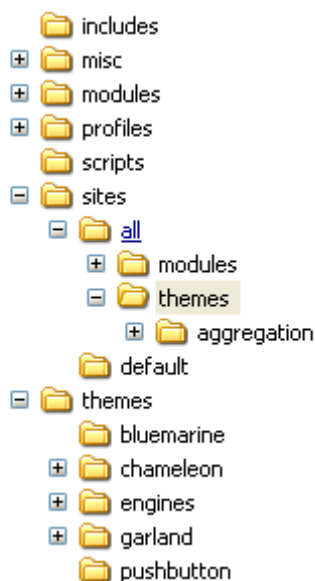 includes
misc
modules
profiles
scripts
sites
all
modules
themes
aggregation
default
themes
bluemarine
chameleon
engines
garland
pushbutton